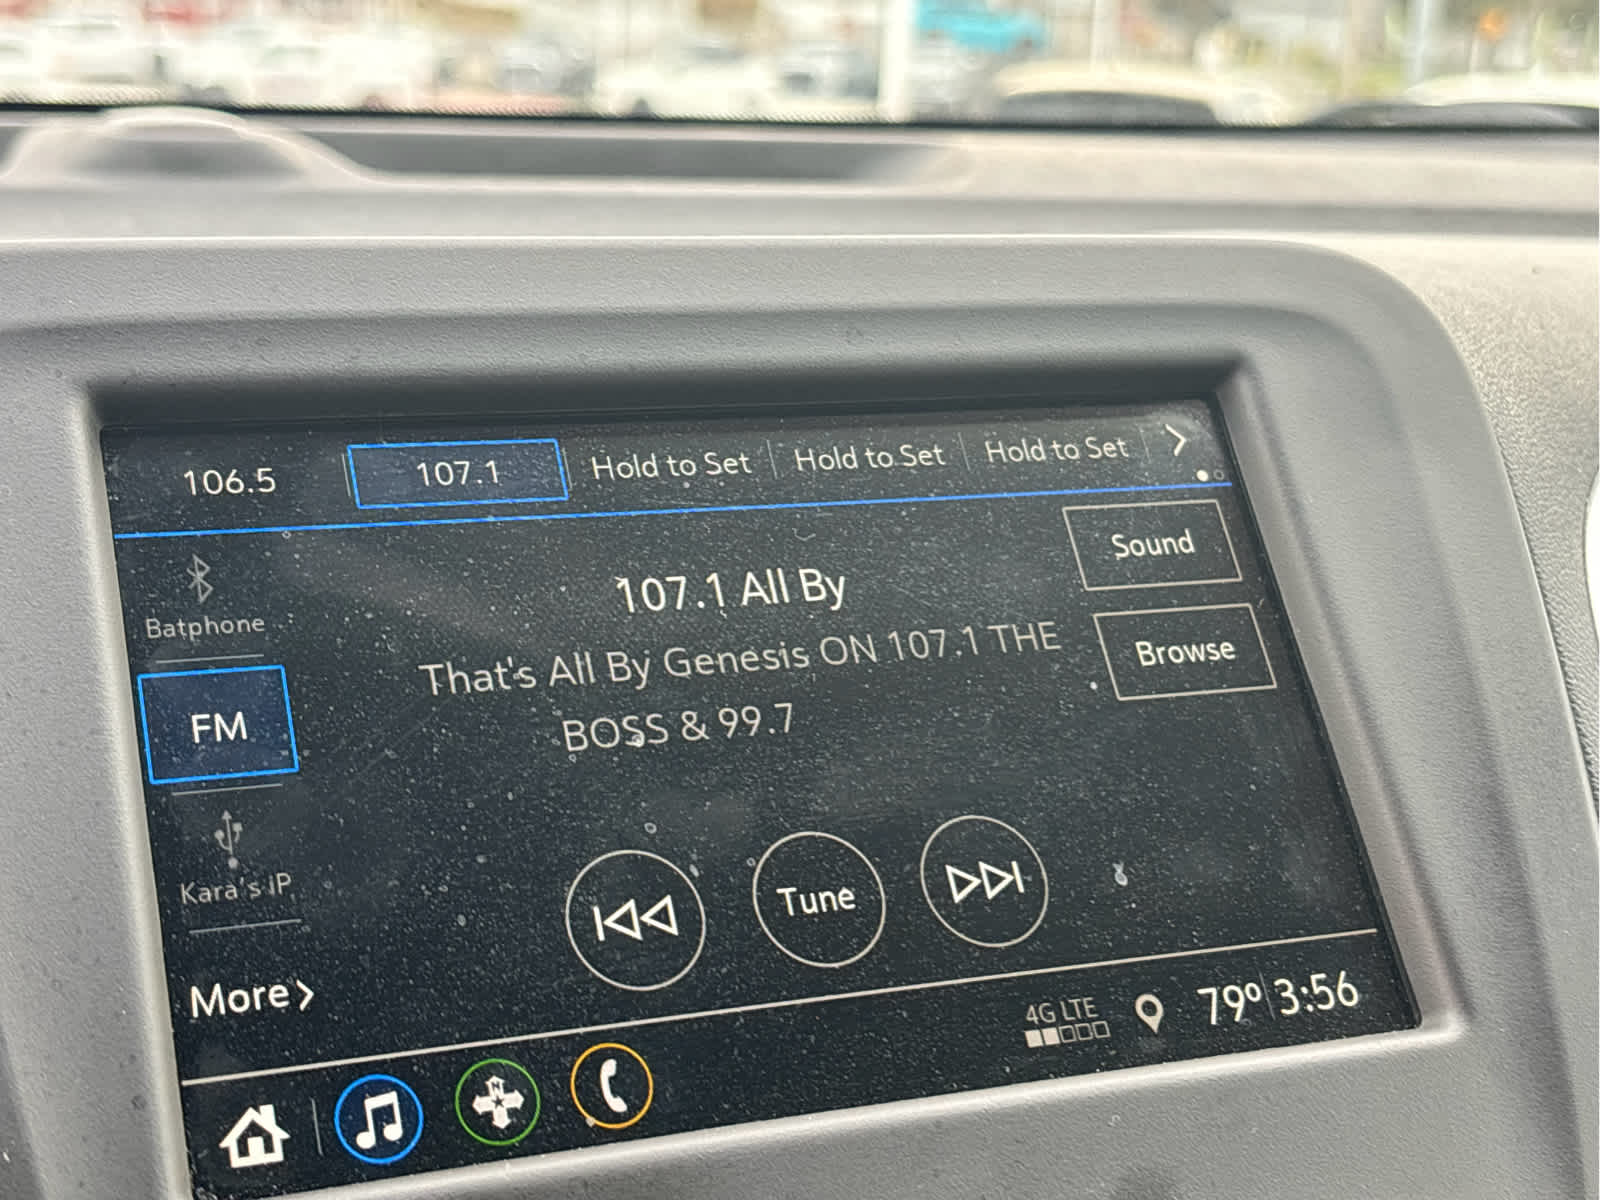 106.5
107.1
Hold to Set
Hold to Set
Hold to Set
Batphone
107.1 All By
Sound
FM
That's All By Genesis ON 107.1 THE
BOSS & 99.7
Browse
Kara's iP
Tune
More
4G LTE
79° 3:56
N